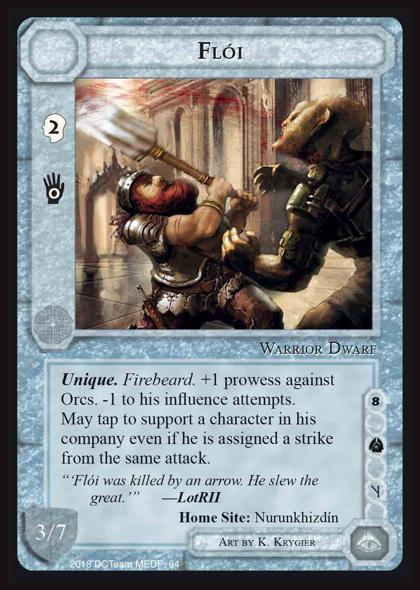 Flói
2
Warrior Dwarf
Unique. Firebeard. +1 prowess against
Orcs. -1 to his influence attempts.
May tap to support a character in his
company even if he is assigned a strike
from the same attack.
“‘Flói was killed by an arrow. He slew the
great.’” —LotRII
Home Site: Nurunkhizdín
8
3/7
Art by K. Krygier
2018 DCTeam MEDF: 64